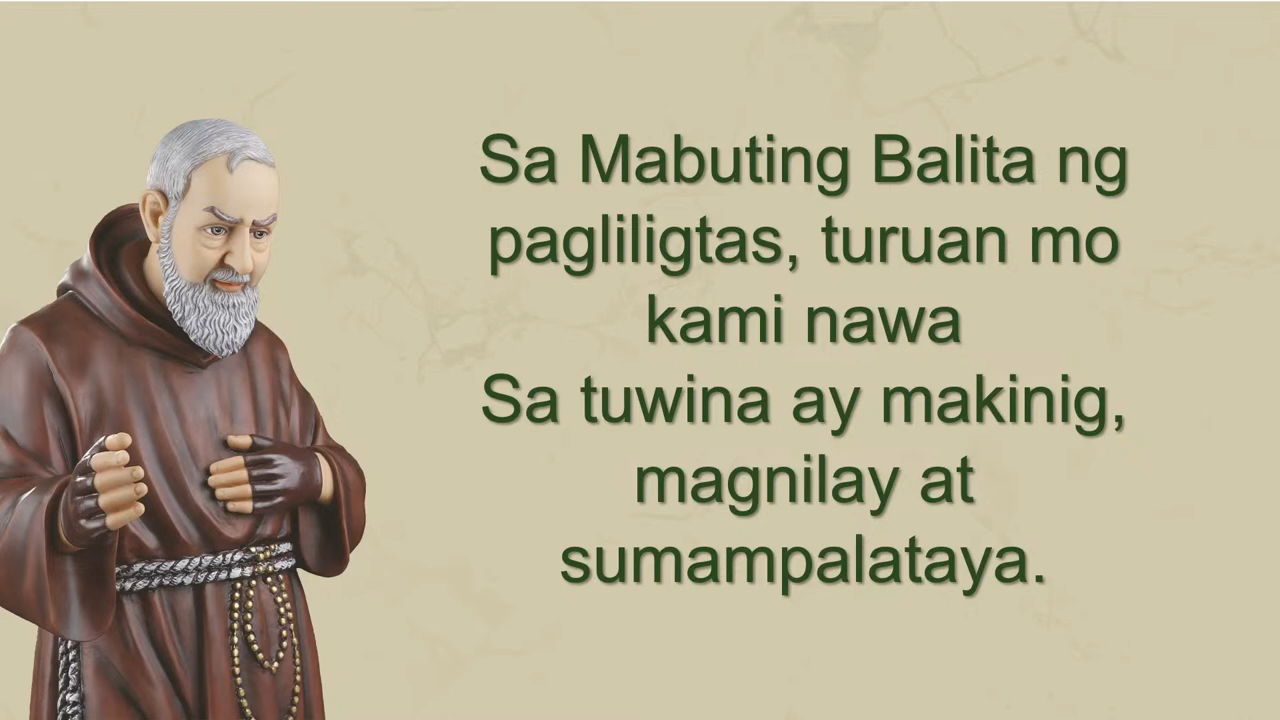 Sa Mabuting Balita ng
pagliligtas, turuan mo
kami nawa
Sa tuwina ay makinig,
magnilay at
sumampalataya.